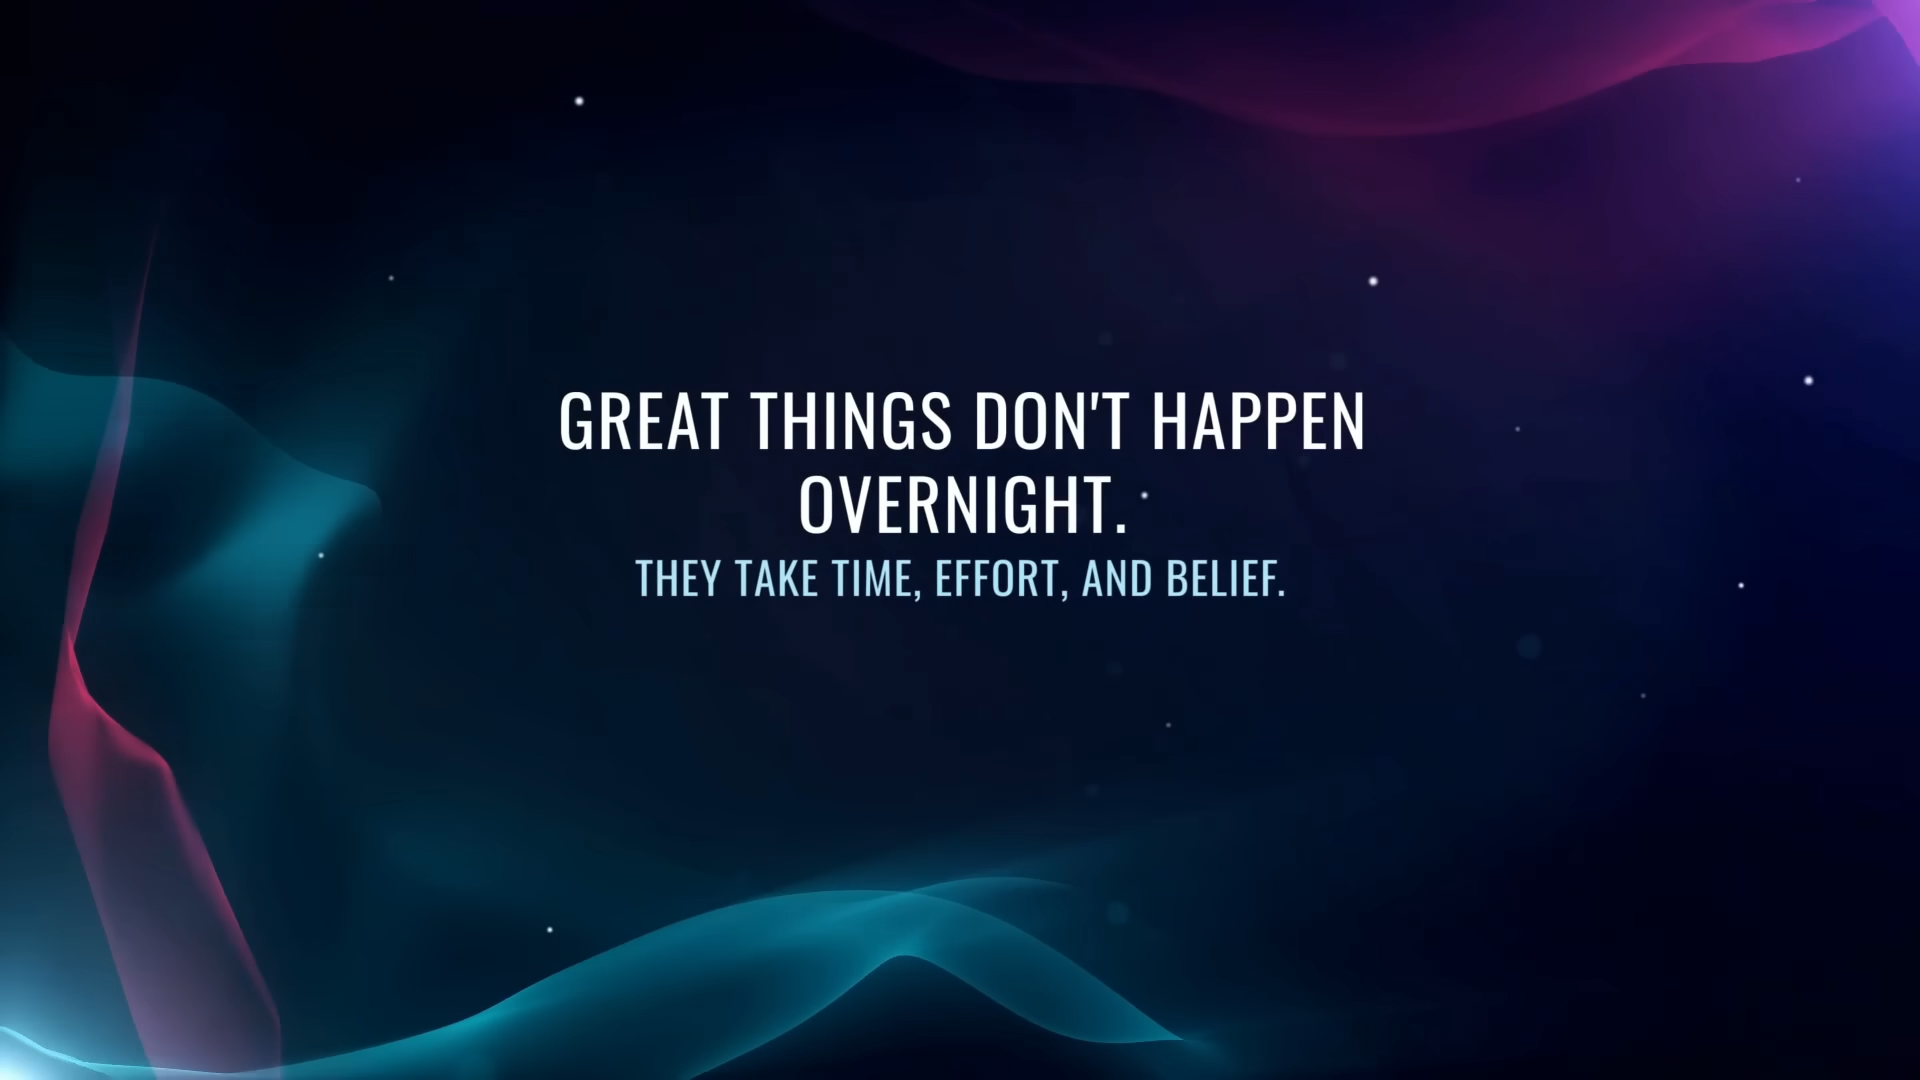 GREAT THINGS DON'T HAPPEN
OVERNIGHT.
THEY TAKE TIME, EFFORT, AND BELIEF.